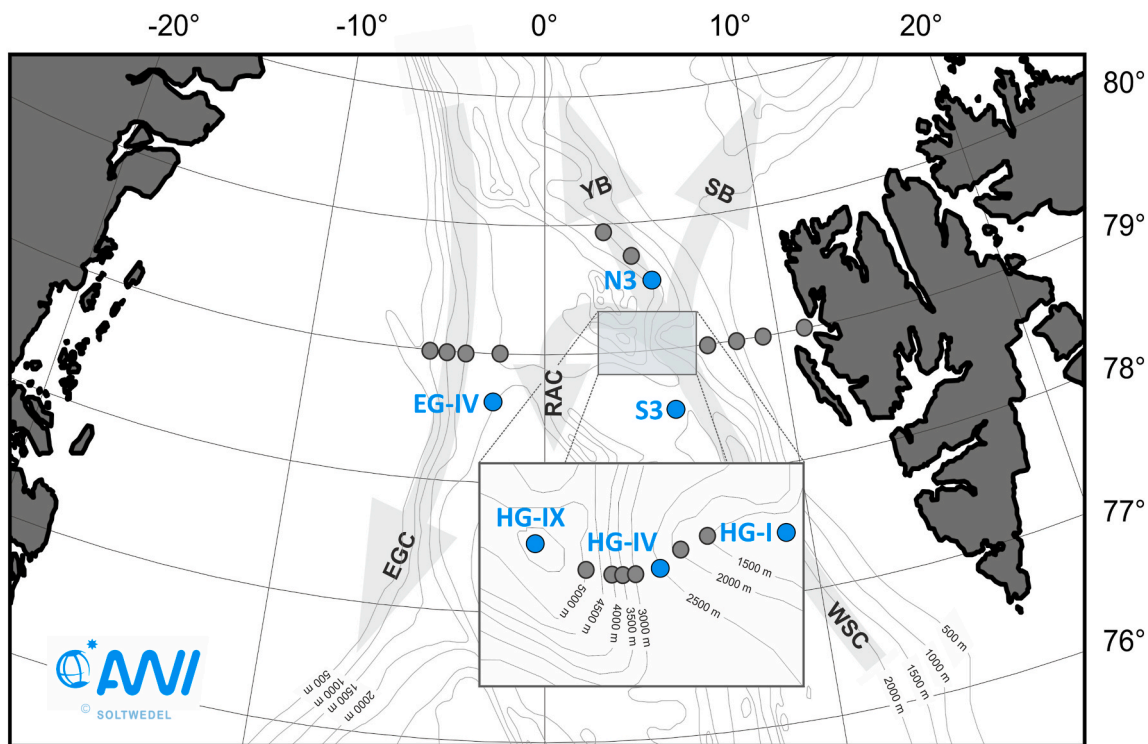 -20°
-10°
0°
10°
20°
80°
79°
78°
77°
76°
YB
SB
N3
RAC
EG-IV
S3
EGC
WSC
HG-IX
HG-IV
HG-I
5000 m
4500 m
4000 m
3500 m
3000 m
2500 m
2000 m
1500 m
500 m
1000 m
1500 m
2000 m
500 m
1000 m
1500 m
2000 m
AWI
© SOLTWEDEL